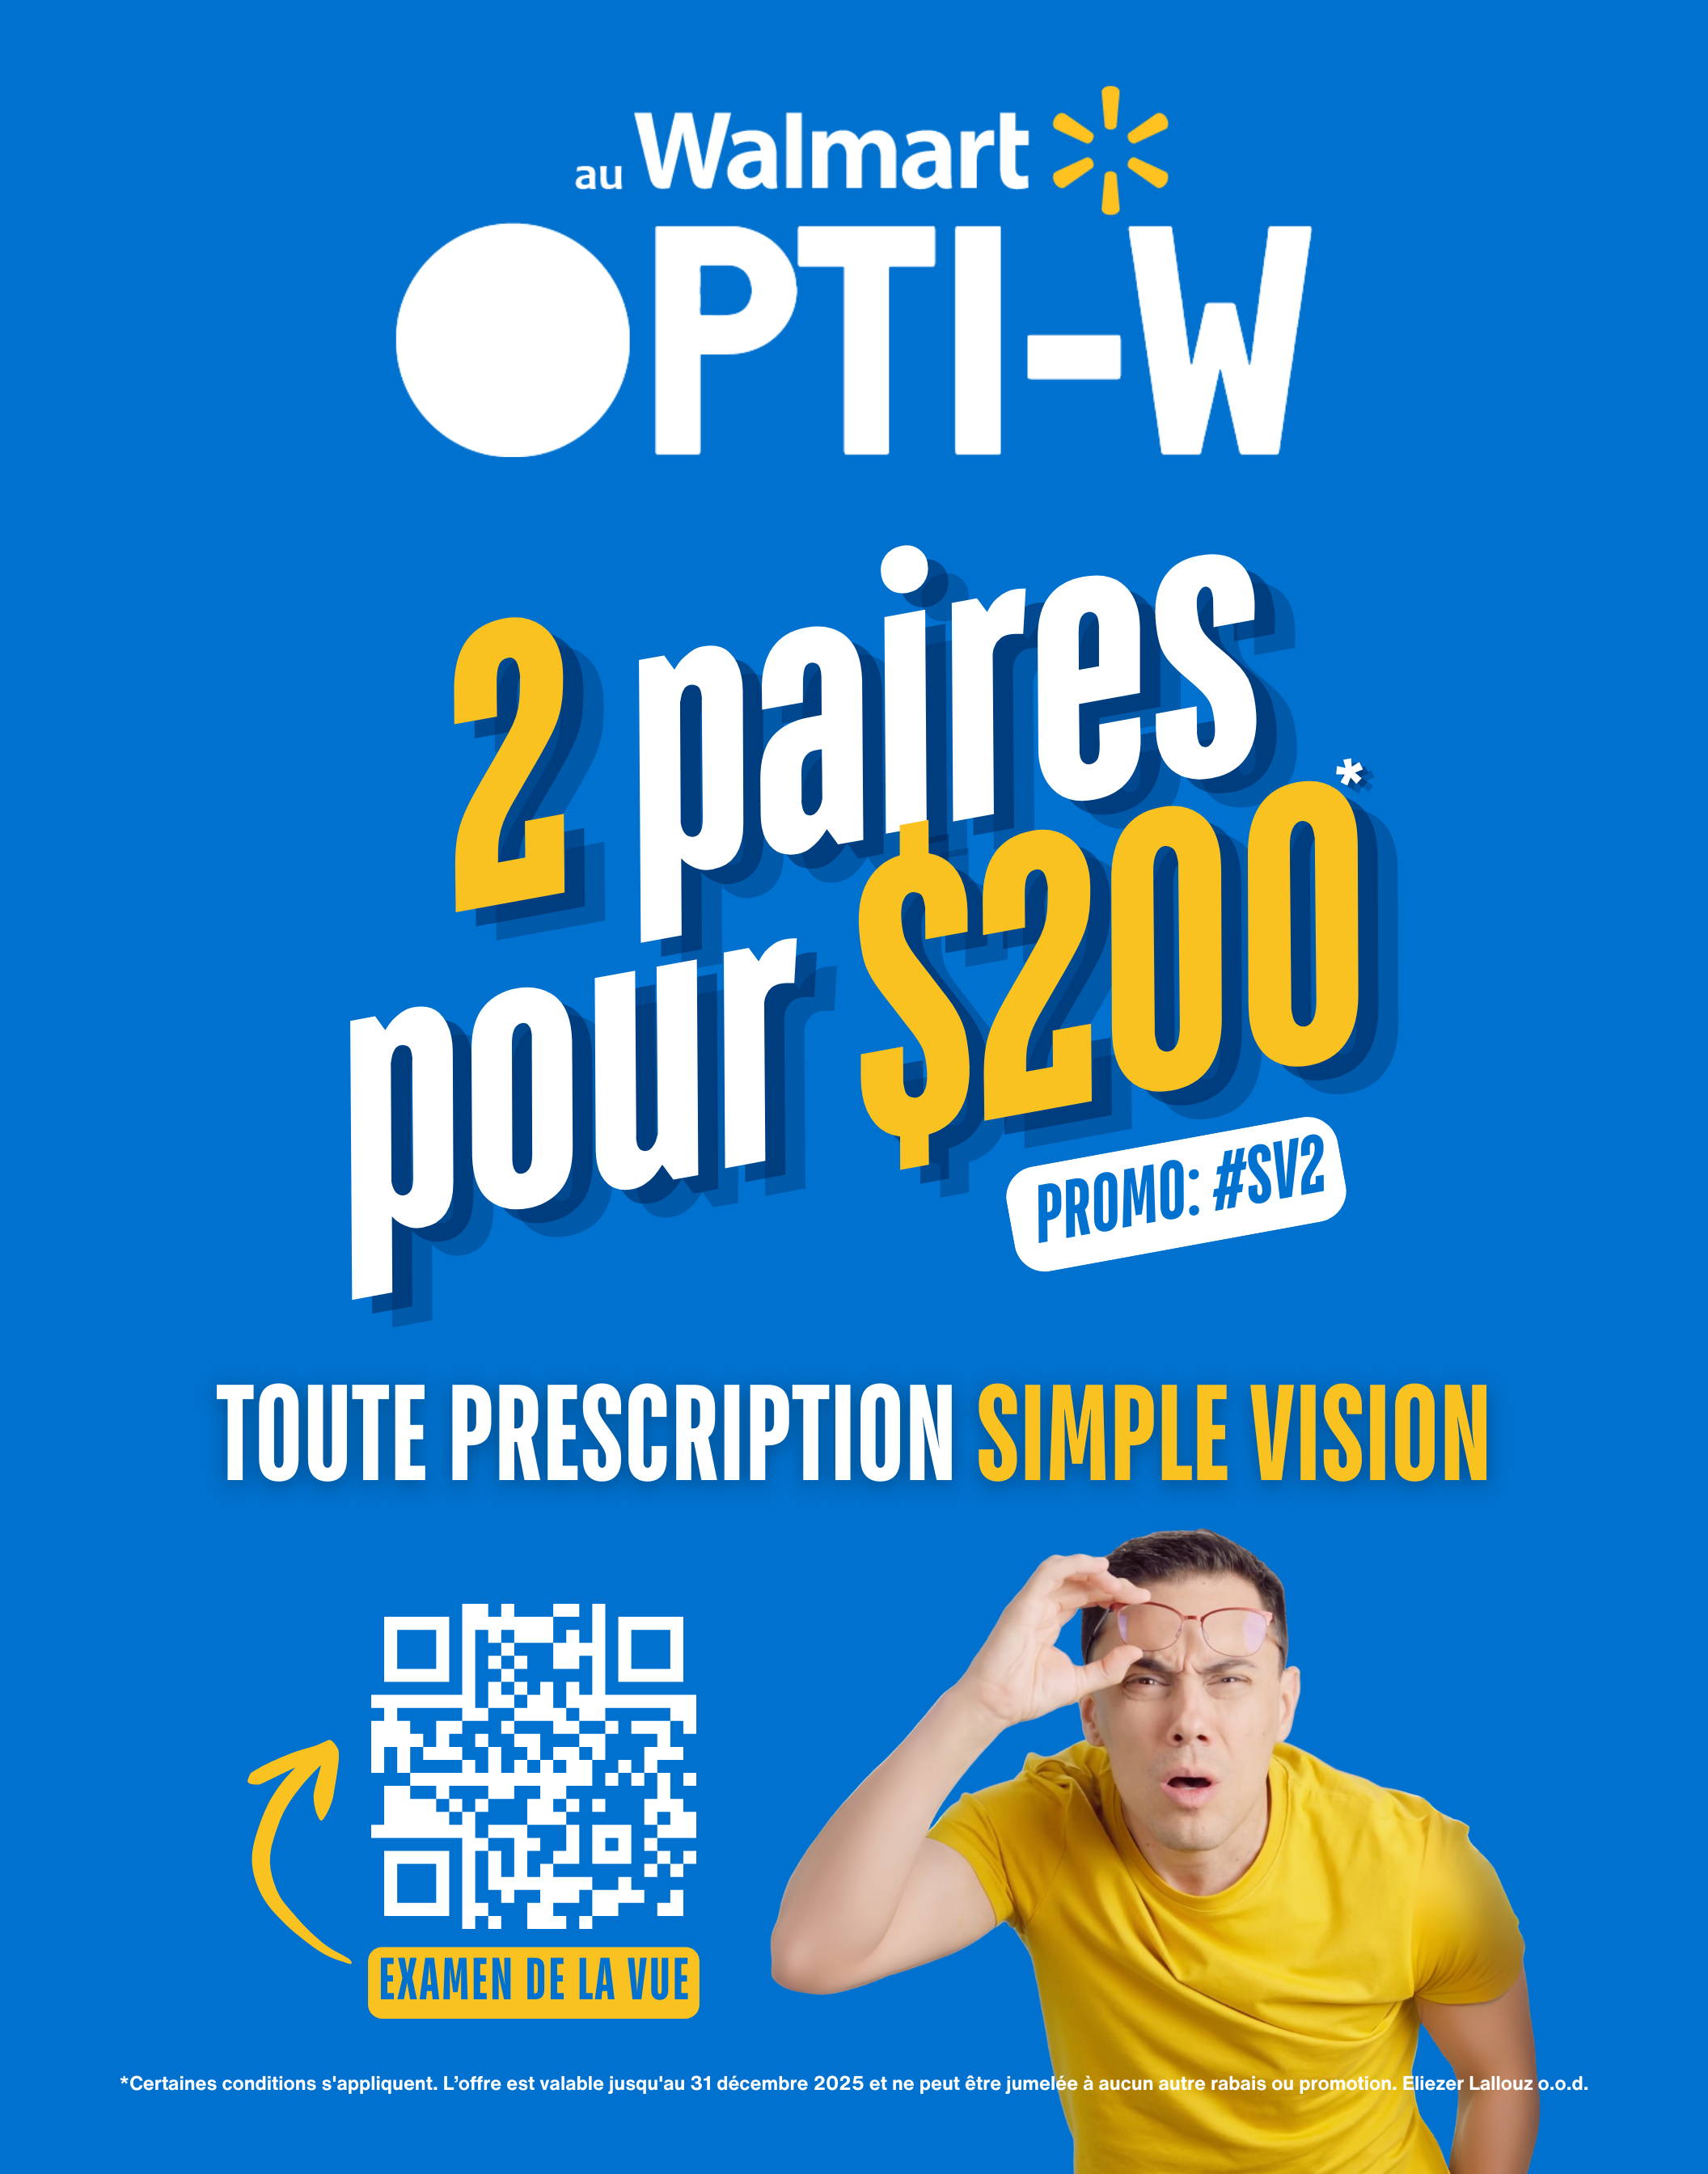 au Walmart
OPTI-W
2 paires
pour $200*
PROMO: #SV2
TOUTE PRESCRIPTION SIMPLE VISION
EXAMEN DE LA VUE
*Certaines conditions s'appliquent. L’offre est valable jusqu'au 31 décembre 2025 et ne peut être jumelée à aucun autre rabais ou promotion. Eliezer Lallouz o.o.d.